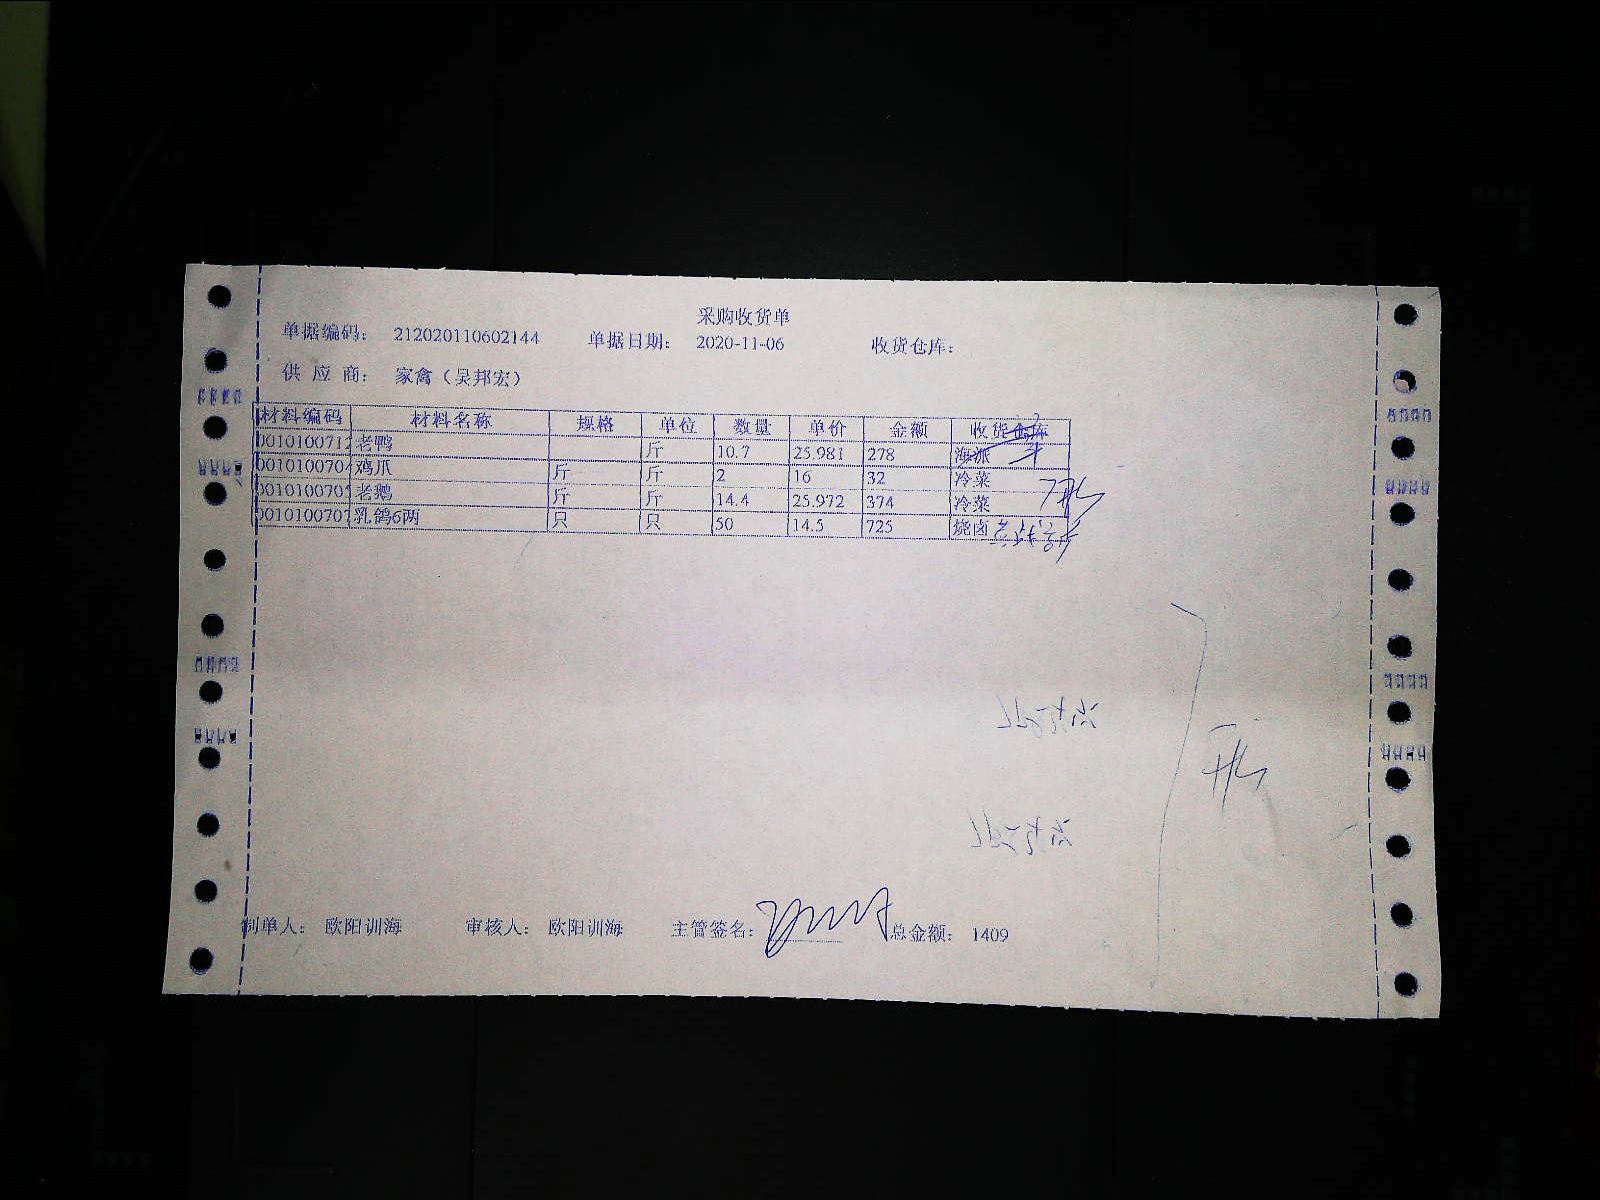 采购收货单
单据编码： 212020110602144 单据日期： 2020-11-06 收货仓库：
供 应 商： 家禽（吴邦宏）
材料编码 材料名称 规格 单位 数量 单价 金额 收货仓库
0010100712 老鸭 斤 10.7 25.981 278 海派
0010100704 鸡爪 斤 斤 2 16 32 冷菜
0010100705 老鹅 斤 斤 14.4 25.972 374 冷菜
0010100707 乳鸽6两 只 只 50 14.5 725 烧卤
制单人： 欧阳训海 审核人： 欧阳训海 主管签名： 总金额： 1409